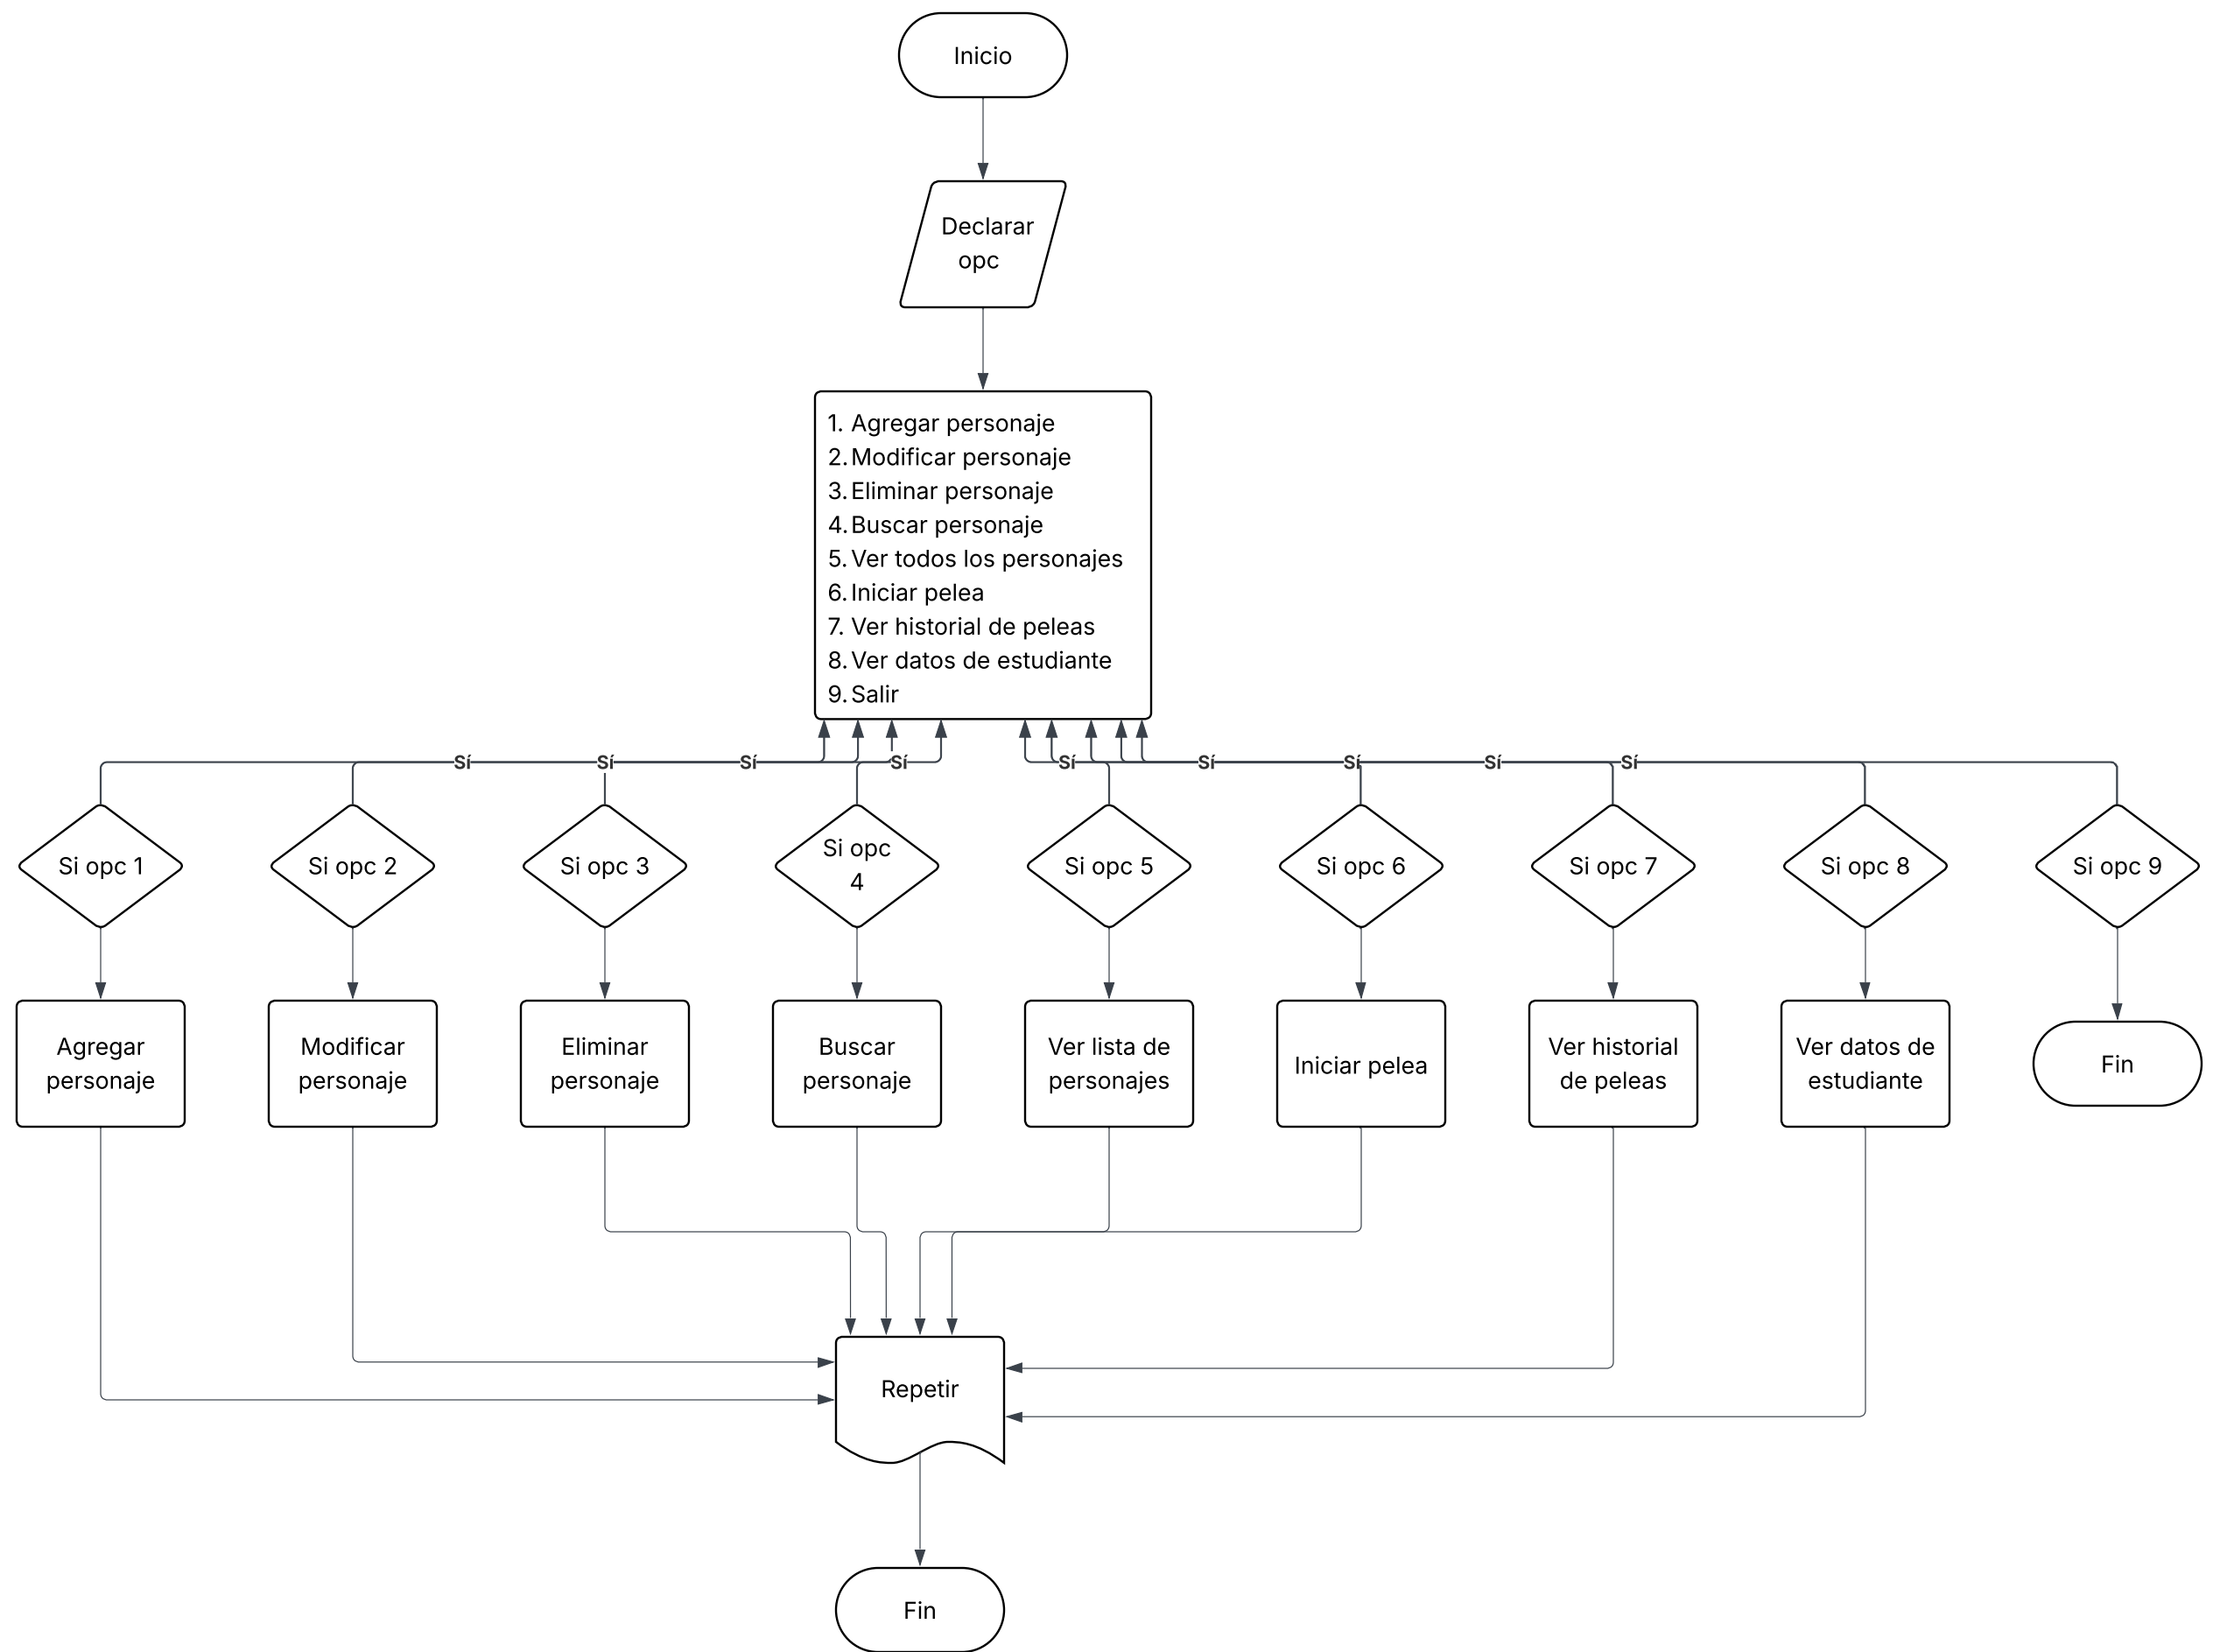 Inicio
Declarar
opc
1. Agregar personaje
2. Modificar personaje
3. Eliminar personaje
4. Buscar personaje
5. Ver todos los personajes
6. Iniciar pelea
7. Ver historial de peleas
8. Ver datos de estudiante
9. Salir
Sí
Sí
Sí
Sí
Sí
Sí
Sí
Sí
Sí
Si opc 1
Si opc 2
Si opc 3
Si opc
4
Si opc 5
Si opc 6
Si opc 7
Si opc 8
Si opc 9
Agregar
personaje
Modificar
personaje
Eliminar
personaje
Buscar
personaje
Ver lista de
personajes
Iniciar pelea
Ver historial
de peleas
Ver datos de
estudiante
Fin
Repetir
Fin